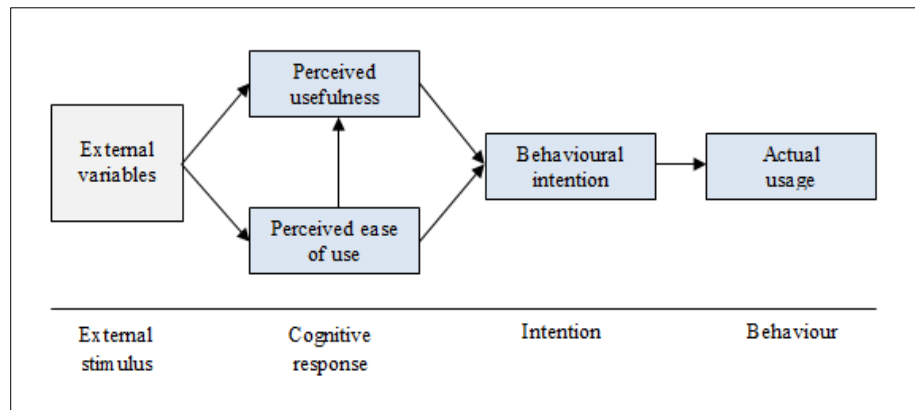 Perceived
usefulness
External
variables
Behavioural
intention
Actual
usage
Perceived ease
of use
External
stimulus
Cognitive
response
Intention
Behaviour